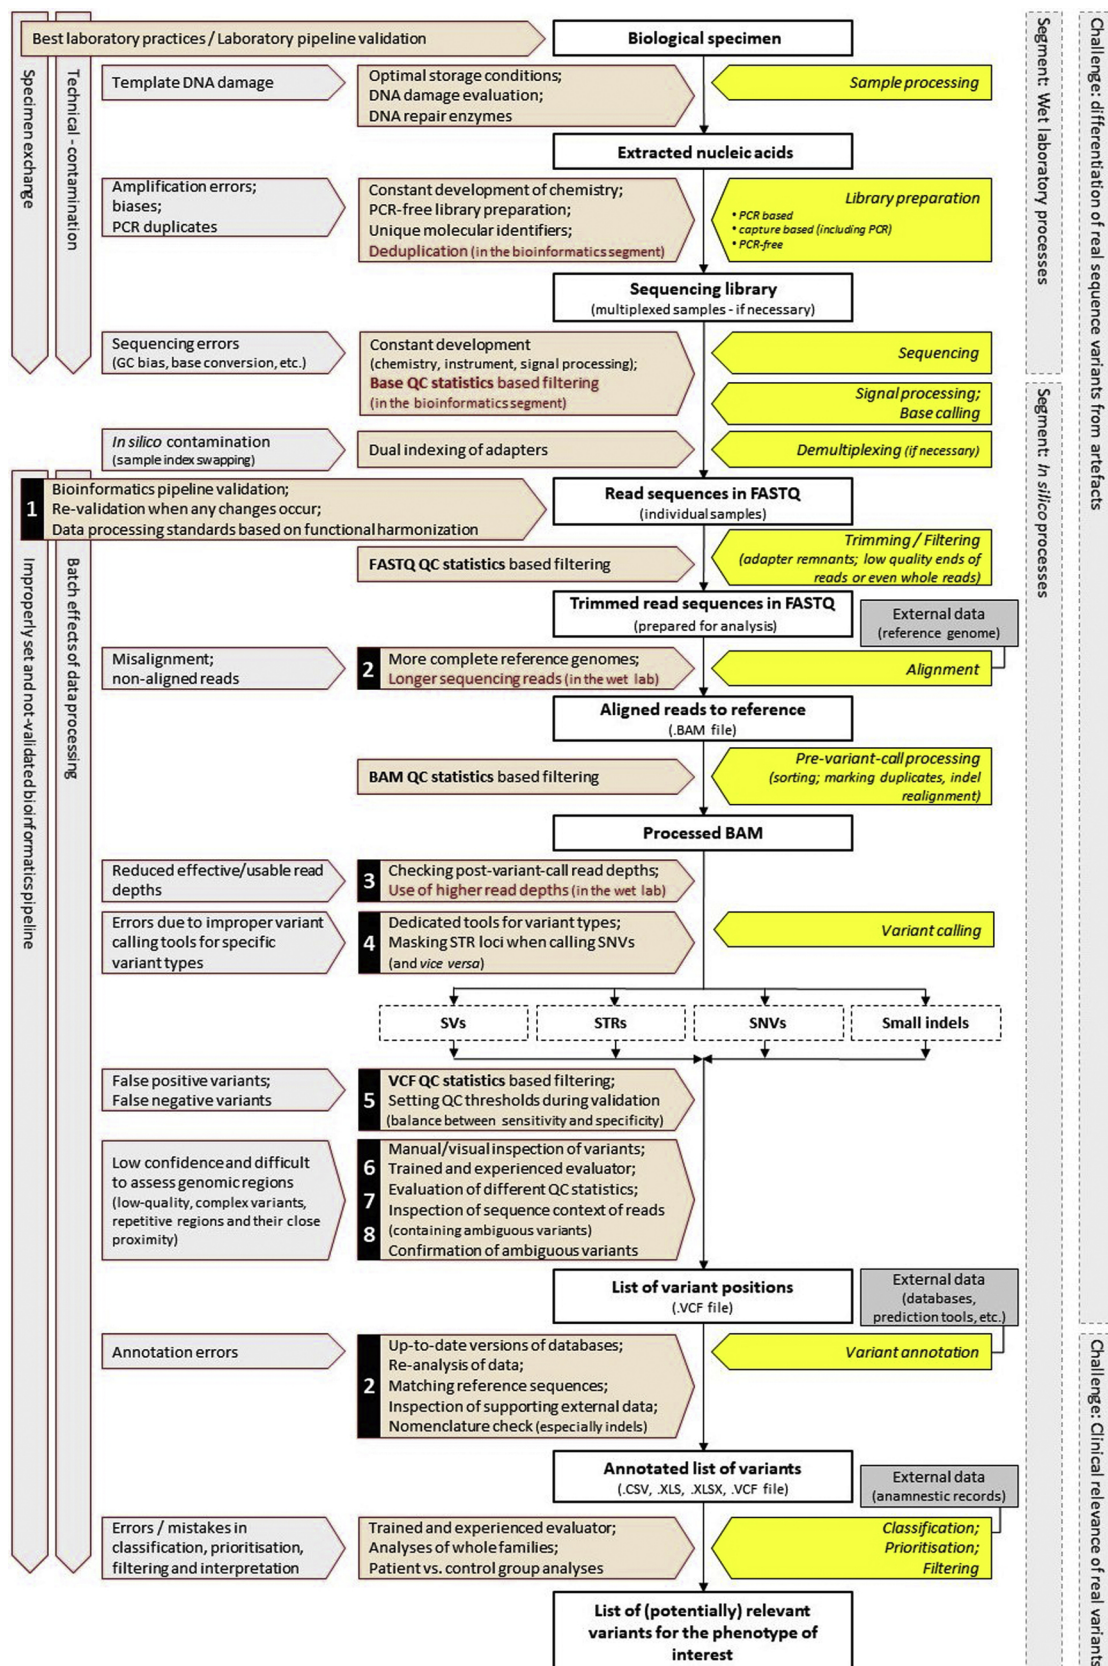 Best laboratory practices / Laboratory pipeline validation
Biological specimen
Specimen exchange
Technical - contamination
Segment: Wet laboratory processes
Challenge: differentiation of real sequence variants from artefacts
Template DNA damage
Optimal storage conditions;
DNA damage evaluation;
DNA repair enzymes
Sample processing
Extracted nucleic acids
Amplification errors;
biases;
PCR duplicates
Constant development of chemistry;
PCR-free library preparation;
Unique molecular identifiers;
Deduplication (in the bioinformatics segment)
Library preparation
• PCR based
• capture based (including PCR)
• PCR-free
Sequencing library
(multiplexed samples - if necessary)
Sequencing errors
(GC bias, base conversion, etc.)
Constant development
(chemistry, instrument, signal processing);
Base QC statistics based filtering
(in the bioinformatics segment)
Sequencing
Signal processing;
Base calling
Segment: In silico processes
In silico contamination
(sample index swapping)
Dual indexing of adapters
Demultiplexing (if necessary)
Improperly set and not-validated bioinformatics pipeline
Batch effects of data processing
1
Bioinformatics pipeline validation;
Re-validation when any changes occur;
Data processing standards based on functional harmonization
Read sequences in FASTQ
(individual samples)
FASTQ QC statistics based filtering
Trimming / Filtering
(adapter remnants; low quality ends of
reads or even whole reads)
Trimmed read sequences in FASTQ
(prepared for analysis)
External data
(reference genome)
Misalignment;
non-aligned reads
2
More complete reference genomes;
Longer sequencing reads (in the wet lab)
Alignment
Aligned reads to reference
(.BAM file)
BAM QC statistics based filtering
Pre-variant-call processing
(sorting; marking duplicates, indel
realignment)
Processed BAM
Reduced effective/usable read
depths
3
Checking post-variant-call read depths;
Use of higher read depths (in the wet lab)
Errors due to improper variant
calling tools for specific
variant types
4
Dedicated tools for variant types;
Masking STR loci when calling SNVs
(and vice versa)
Variant calling
SVs
STRs
SNVs
Small indels
False positive variants;
False negative variants
5
VCF QC statistics based filtering;
Setting QC thresholds during validation
(balance between sensitivity and specificity)
Low confidence and difficult
to assess genomic regions
(low-quality, complex variants,
repetitive regions and their close
proximity)
6
7
8
Manual/visual inspection of variants;
Trained and experienced evaluator;
Evaluation of different QC statistics;
Inspection of sequence context of reads
(containing ambiguous variants)
Confirmation of ambiguous variants
List of variant positions
(.VCF file)
External data
(databases,
prediction tools, etc.)
Challenge: Clinical relevance of real variants
Annotation errors
2
Up-to-date versions of databases;
Re-analysis of data;
Matching reference sequences;
Inspection of supporting external data;
Nomenclature check (especially indels)
Variant annotation
Annotated list of variants
(.CSV, .XLS, .XLSX, .VCF file)
External data
(anamnestic records)
Errors / mistakes in
classification, prioritisation,
filtering and interpretation
Trained and experienced evaluator;
Analyses of whole families;
Patient vs. control group analyses
Classification;
Prioritisation;
Filtering
List of (potentially) relevant
variants for the phenotype of
interest